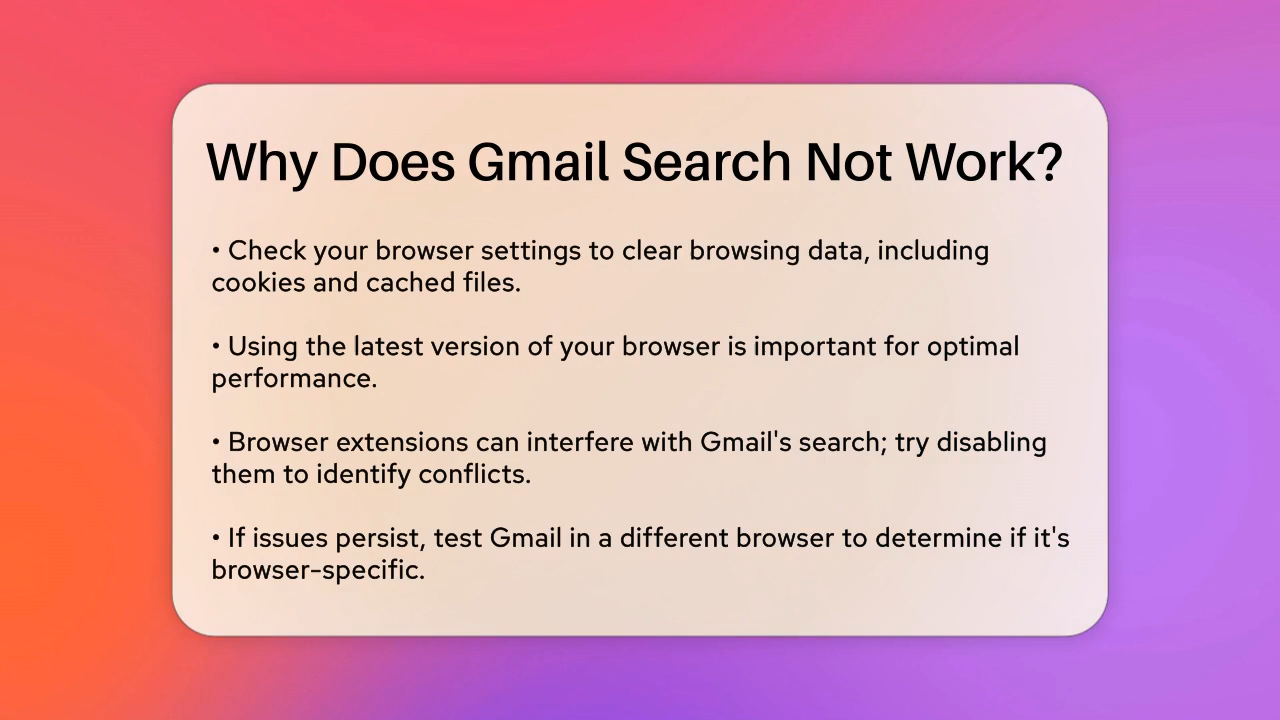 Why Does Gmail Search Not Work?
• Check your browser settings to clear browsing data, including
cookies and cached files.
• Using the latest version of your browser is important for optimal
performance.
• Browser extensions can interfere with Gmail's search; try disabling
them to identify conflicts.
• If issues persist, test Gmail in a different browser to determine if it's
browser-specific.